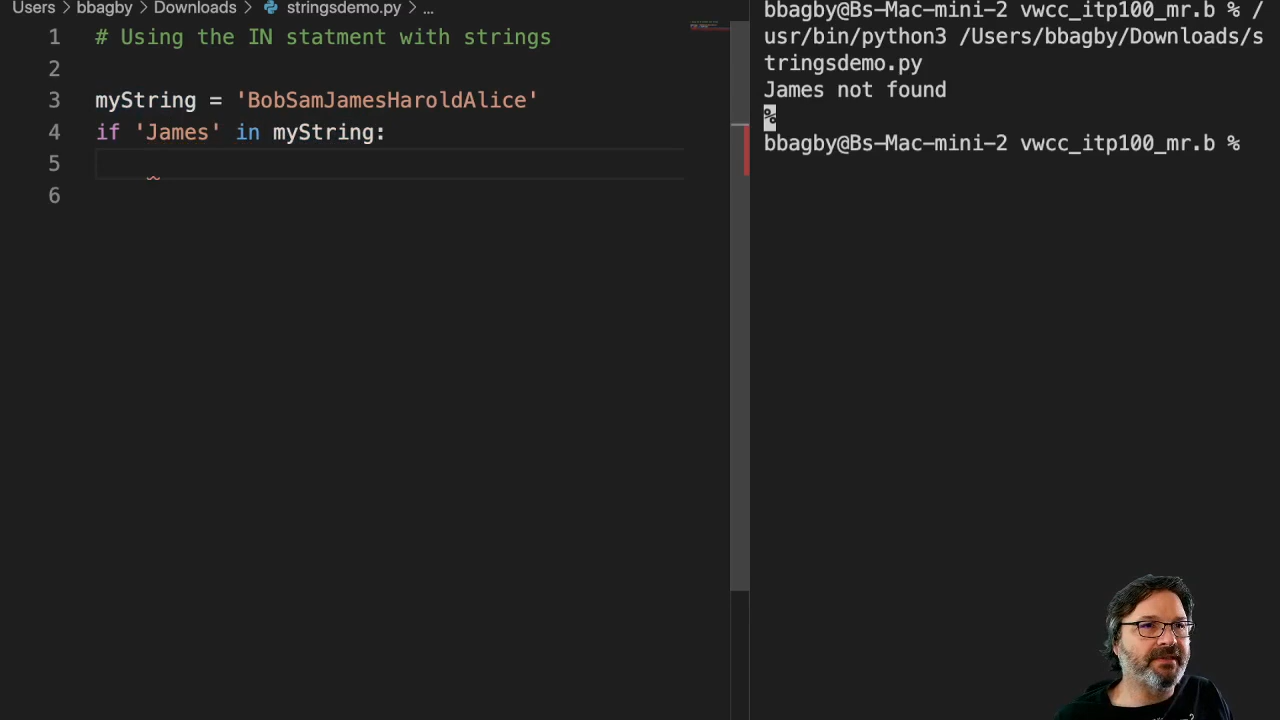 Users > bbagby > Downloads > stringsdemo.py > ...
1 # Using the IN statment with strings
2
3 myString = 'BobSamJamesHaroldAlice'
4 if 'James' in myString:
5
6
bbagby@Bs-Mac-mini-2 vwcc_itp100_mr.b % /
usr/bin/python3 /Users/bbagby/Downloads/s
tringsdemo.py
James not found
%
bbagby@Bs-Mac-mini-2 vwcc_itp100_mr.b %